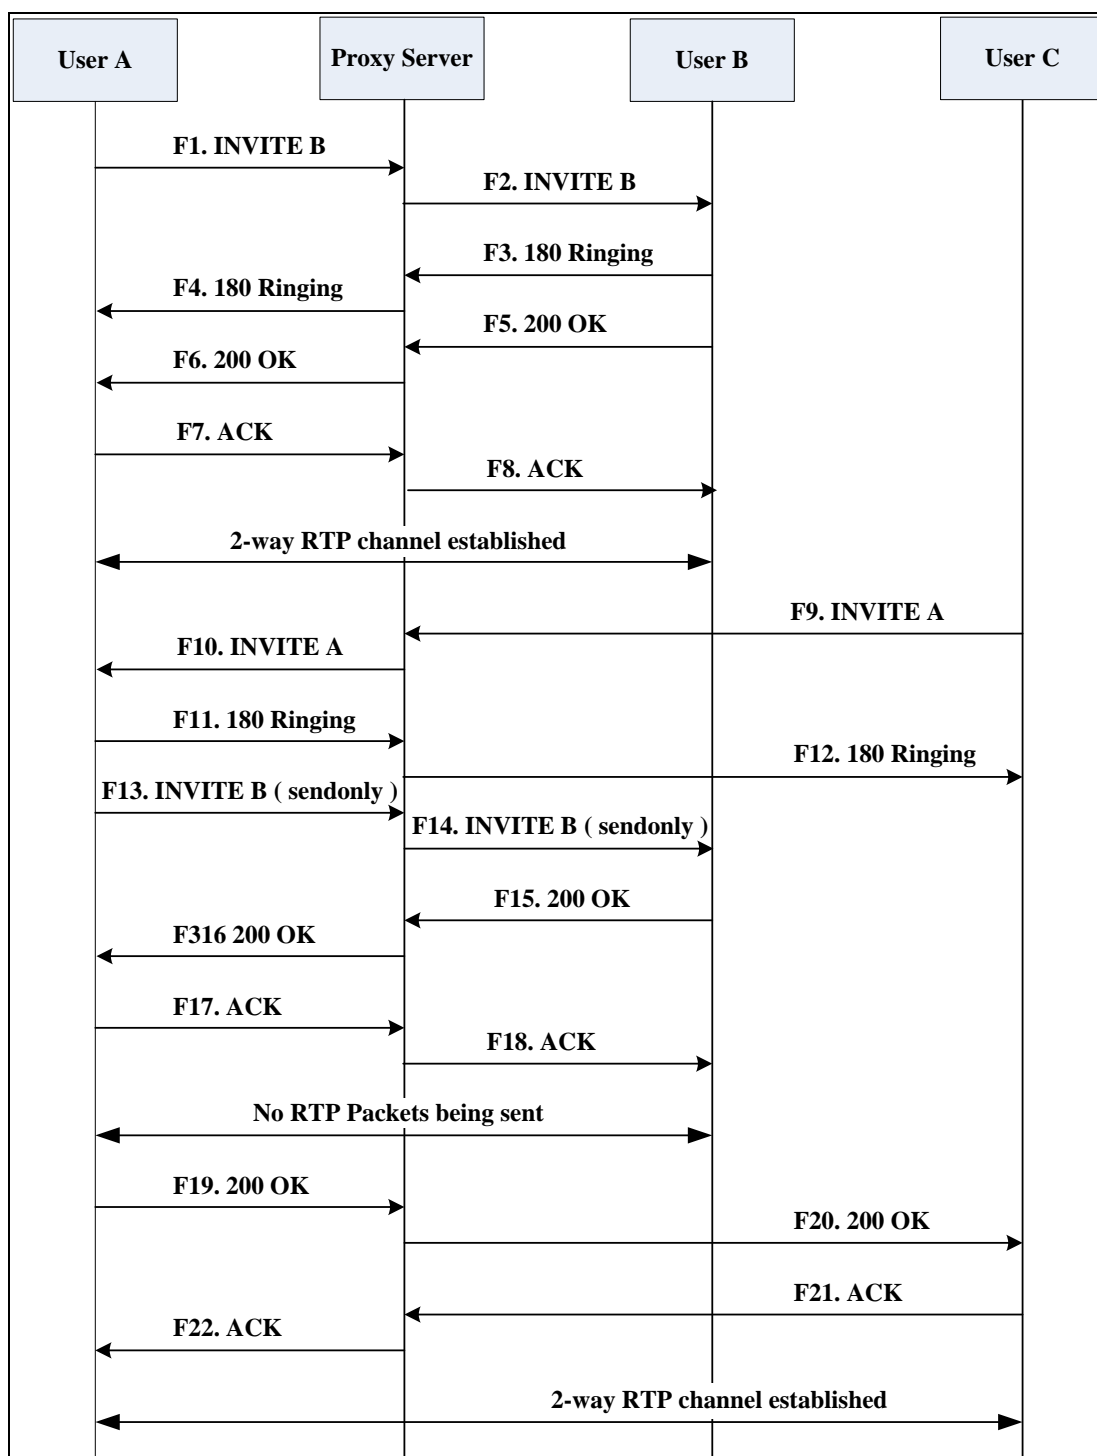 User A
Proxy Server
User B
User C
F1. INVITE B
F2. INVITE B
F3. 180 Ringing
F4. 180 Ringing
F5. 200 OK
F6. 200 OK
F7. ACK
F8. ACK
2-way RTP channel established
F9. INVITE A
F10. INVITE A
F11. 180 Ringing
F12. 180 Ringing
F13. INVITE B ( sendonly )
F14. INVITE B ( sendonly )
F15. 200 OK
F316 200 OK
F17. ACK
F18. ACK
No RTP Packets being sent
F19. 200 OK
F20. 200 OK
F21. ACK
F22. ACK
2-way RTP channel established